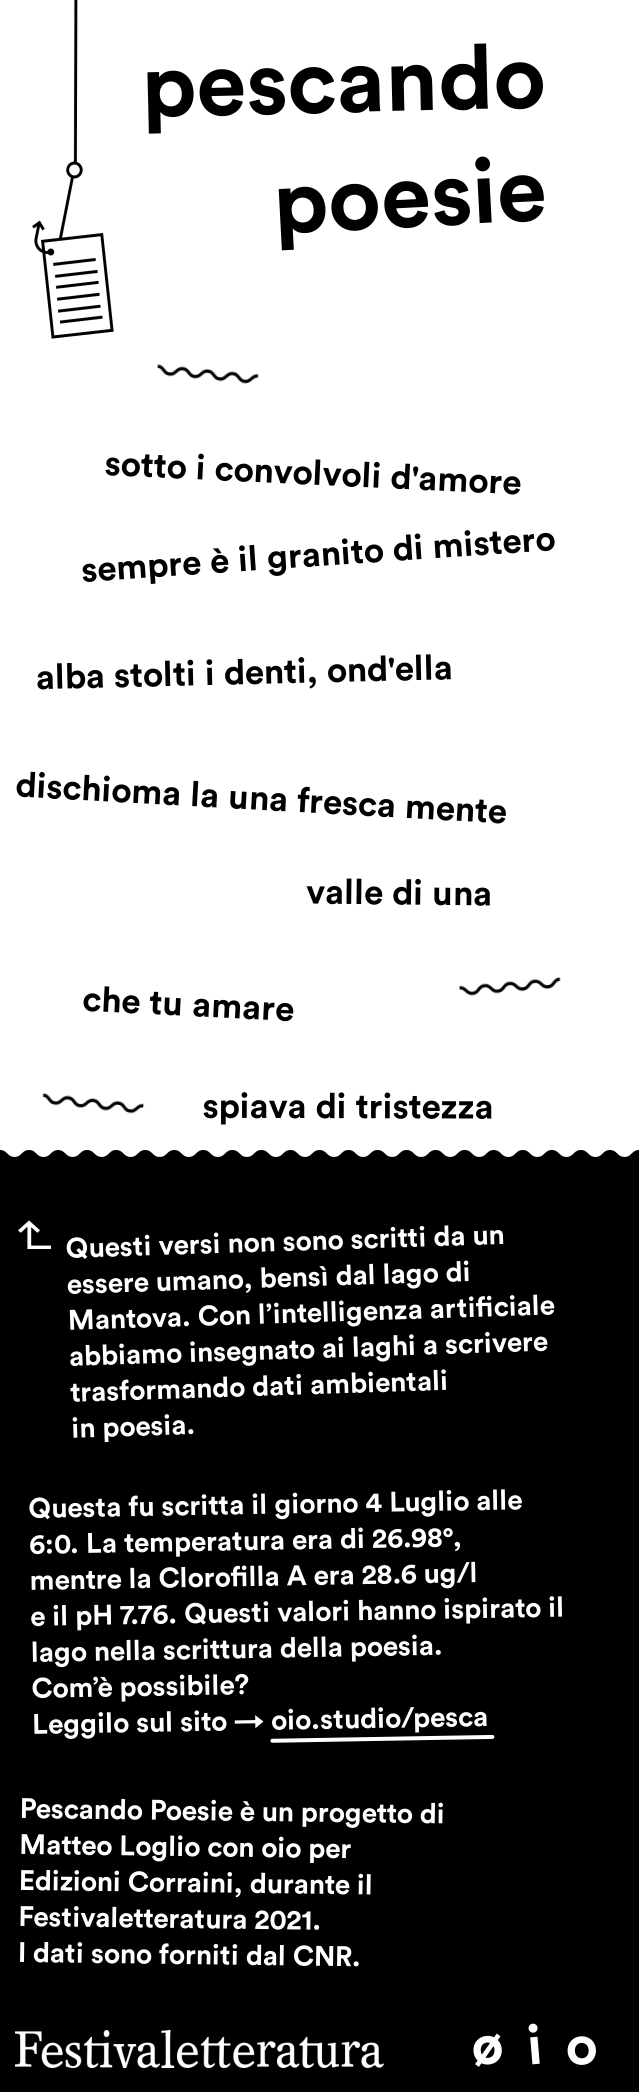 pescando
poesie
sotto i convolvoli d'amore
sempre è il granito di mistero
alba stolti i denti, ond'ella
dischioma la una fresca mente
valle di una
che tu amare
spiava di tristezza
Questi versi non sono scritti da un
essere umano, bensì dal lago di
Mantova. Con l’intelligenza artificiale
abbiamo insegnato ai laghi a scrivere
trasformando dati ambientali
in poesia.
Questa fu scritta il giorno 4 Luglio alle
6:0. La temperatura era di 26.98°,
mentre la Clorofilla A era 28.6 ug/l
e il pH 7.76. Questi valori hanno ispirato il
lago nella scrittura della poesia.
Com’è possibile?
Leggilo sul sito → oio.studio/pesca
Pescando Poesie è un progetto di
Matteo Loglio con oio per
Edizioni Corraini, durante il
Festivaletteratura 2021.
I dati sono forniti dal CNR.
Festivaletteratura
ø i o